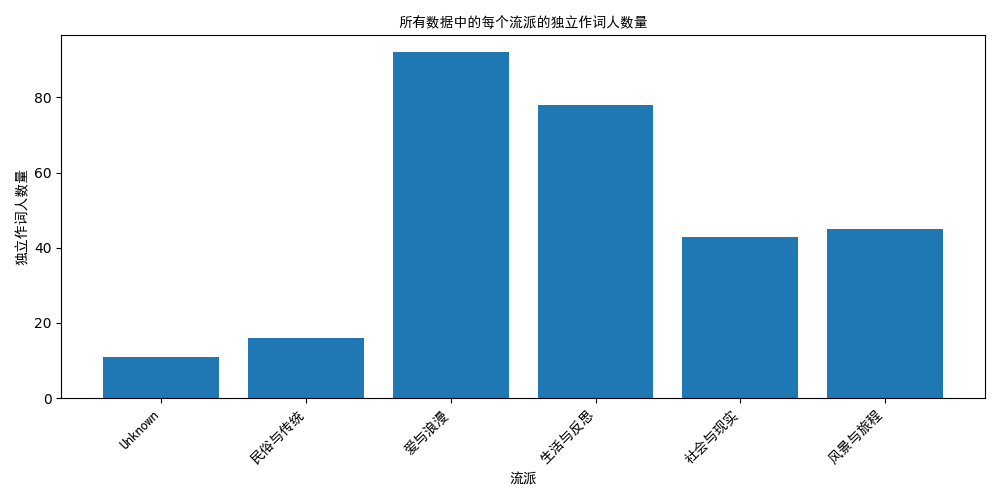 所有数据中的每个流派的独立作词人数量
独立作词人数量
80
60
40
20
0
Unknown
民俗与传统
爱与浪漫
生活与反思
社会与现实
风景与旅程
流派